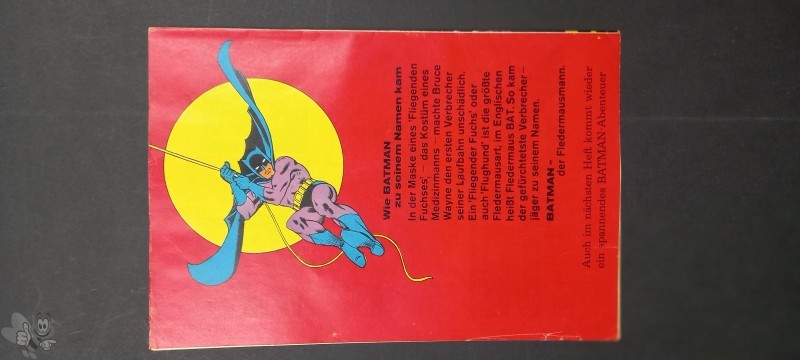 Wie BATMAN
zu seinem Namen kam
In der Maske eines 'Fliegenden
Fuchses', – das Kostüm eines
Medizinmanns – machte Bruce
Wayne den ersten Verbrecher
seiner Laufbahn unschädlich.
Ein 'Fliegender Fuchs' oder
auch 'Flughund' ist die größte
Fledermausart, im Englischen
heißt Fledermaus BAT. So kam
der gefürchtetste Verbrecher-
jäger zu seinem Namen.
BATMAN –
der Fledermausmann.
Auch im nächsten Heft kommt wieder
ein spannendes BATMAN-Abenteuer